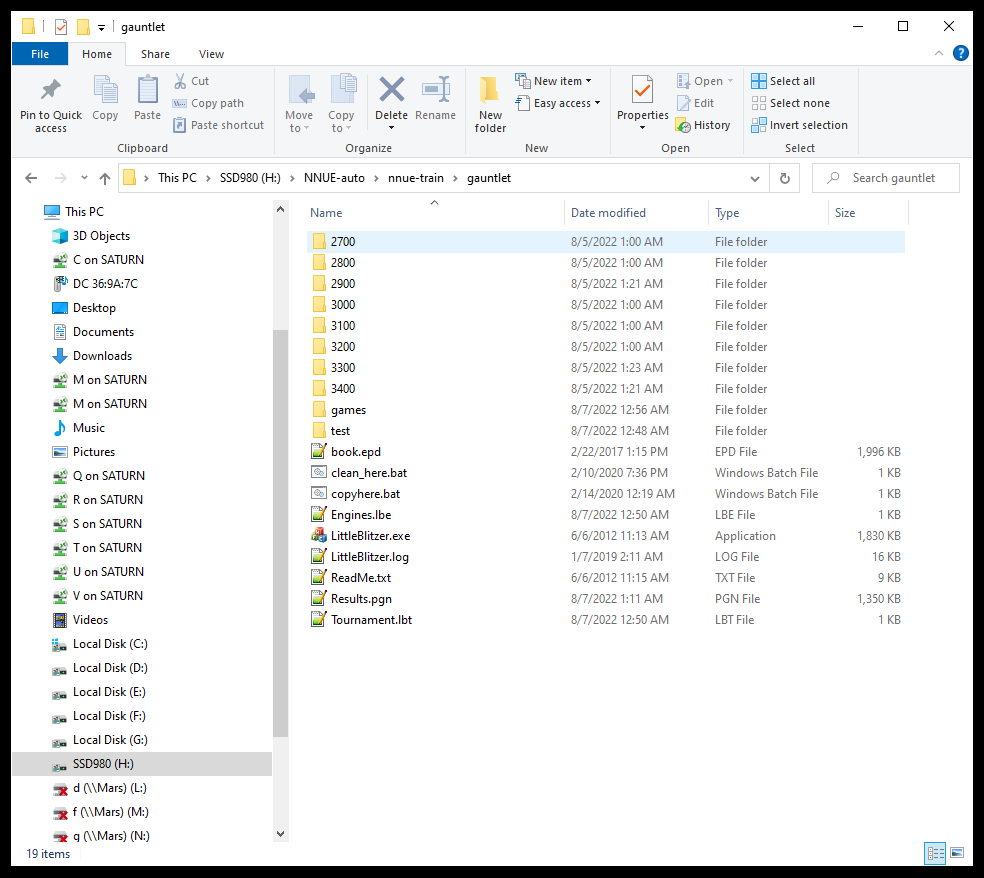 gauntlet
File Home Share View
Pin to Quick access
Copy
Paste
Cut
Copy path
Paste shortcut
Clipboard
Move to
Copy to
Delete
Rename
Organize
New folder
New item
Easy access
New
Properties
Open
Edit
History
Open
Select all
Select none
Invert selection
Select
This PC > SSD980 (H:) > NNUE-auto > nnue-train > gauntlet
Search gauntlet
This PC
3D Objects
C on SATURN
DC 36:9A:7C
Desktop
Documents
Downloads
M on SATURN
M on SATURN
Music
Pictures
Q on SATURN
R on SATURN
S on SATURN
T on SATURN
U on SATURN
V on SATURN
Videos
Local Disk (C:)
Local Disk (D:)
Local Disk (E:)
Local Disk (F:)
Local Disk (G:)
SSD980 (H:)
d (\\Mars) (L:)
f (\\Mars) (M:)
g (\\Mars) (N:)
Name Date modified Type Size
2700 8/5/2022 1:00 AM File folder
2800 8/5/2022 1:00 AM File folder
2900 8/5/2022 1:21 AM File folder
3000 8/5/2022 1:00 AM File folder
3100 8/5/2022 1:00 AM File folder
3200 8/5/2022 1:00 AM File folder
3300 8/5/2022 1:23 AM File folder
3400 8/5/2022 1:21 AM File folder
games 8/7/2022 12:56 AM File folder
test 8/7/2022 12:48 AM File folder
book.epd 2/22/2017 1:15 PM EPD File 1,996 KB
clean_here.bat 2/10/2020 7:36 PM Windows Batch File 1 KB
copyhere.bat 2/14/2020 12:19 AM Windows Batch File 1 KB
Engines.lbe 8/7/2022 12:50 AM LBE File 1 KB
LittleBlitzer.exe 6/6/2012 11:13 AM Application 1,830 KB
LittleBlitzer.log 1/7/2019 2:11 AM LOG File 16 KB
ReadMe.txt 6/6/2012 11:15 AM TXT File 9 KB
Results.pgn 8/7/2022 1:11 AM PGN File 1,350 KB
Tournament.lbt 8/7/2022 12:50 AM LBT File 1 KB
19 items